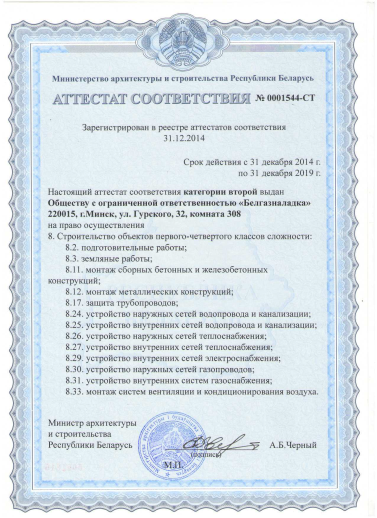 Министерство архитектуры и строительства Республики Беларусь
АТТЕСТАТ СООТВЕТСТВИЯ № 0001544-СТ
Зарегистрирован в реестре аттестатов соответствия
31.12.2014
Срок действия с 31 декабря 2014 г.
по 31 декабря 2019 г.
Настоящий аттестат соответствия категории второй выдан
Обществу с ограниченной ответственностью «Белгазналадка»
220015, г.Минск, ул. Гурского, 32, комната 308
на право осуществления
8. Строительство объектов первого-четвертого классов сложности:
8.2. подготовительные работы;
8.3. земляные работы;
8.11. монтаж сборных бетонных и железобетонных
конструкций;
8.12. монтаж металлических конструкций;
8.17. защита трубопроводов;
8.24. устройство наружных сетей водопровода и канализации;
8.25. устройство внутренних сетей водопровода и канализации;
8.26. устройство наружных сетей теплоснабжения;
8.27. устройство внутренних сетей теплоснабжения;
8.29. устройство внутренних сетей электроснабжения;
8.30. устройство наружных сетей газопроводов;
8.31. устройство внутренних систем газоснабжения;
8.33. монтаж систем вентиляции и кондиционирования воздуха.
Министр архитектуры
и строительства
Республики Беларусь А.Б.Черный
(подпись)
М.П.